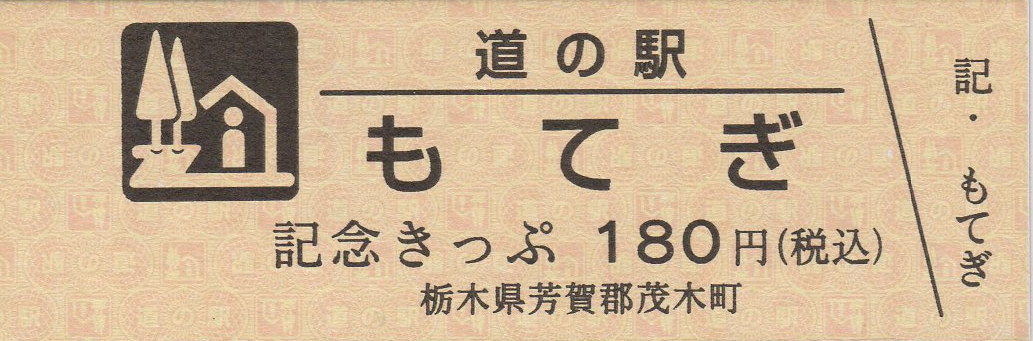 道の駅
もてぎ
記念きっぷ 180円(税込)
栃木県芳賀郡茂木町
記・もてぎ